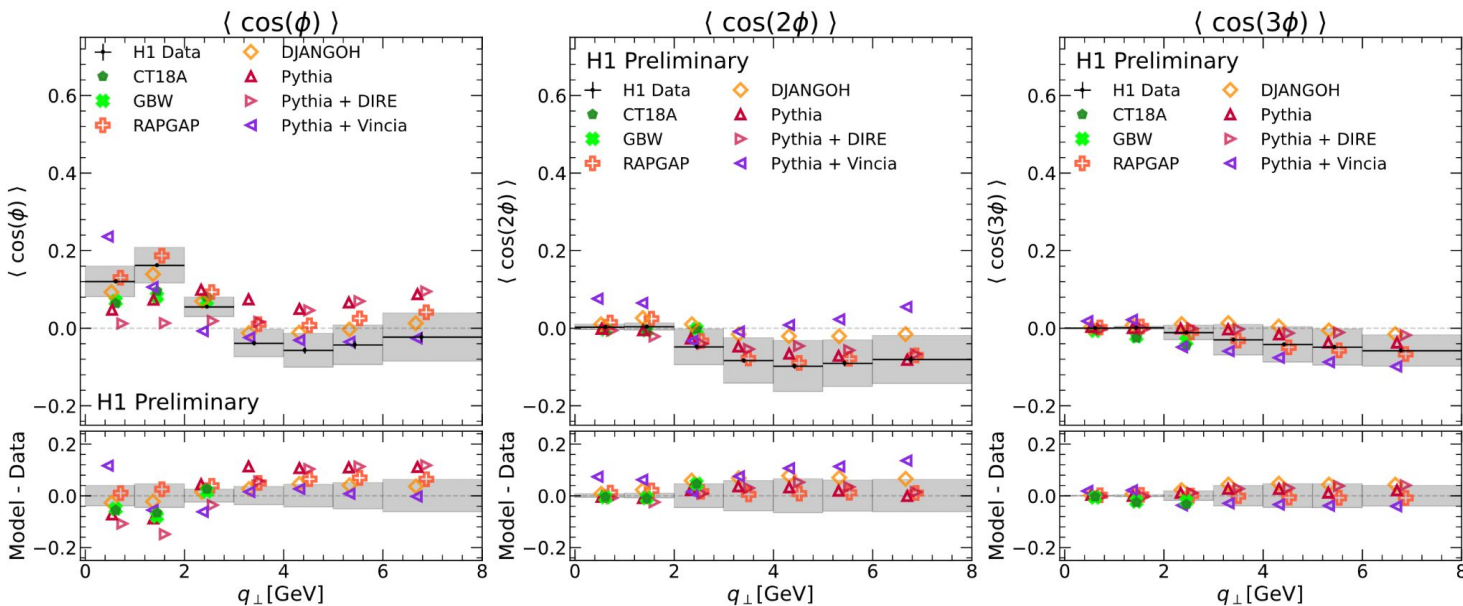 ⟨ cos(ϕ) ⟩
⟨ cos(2ϕ) ⟩
⟨ cos(3ϕ) ⟩
H1 Data
CT18A
GBW
RAPGAP
DJANGOH
Pythia
Pythia + DIRE
Pythia + Vincia
H1 Preliminary
⟨ cos(ϕ) ⟩
0.6
0.4
0.2
0.0
−0.2
Model - Data
0.2
0.0
−0.2
0 2 4 6 8
q⊥[GeV]
H1 Preliminary
H1 Data
CT18A
GBW
RAPGAP
DJANGOH
Pythia
Pythia + DIRE
Pythia + Vincia
⟨ cos(2ϕ) ⟩
0.6
0.4
0.2
0.0
−0.2
Model - Data
0.2
0.0
−0.2
0 2 4 6 8
q⊥[GeV]
H1 Preliminary
H1 Data
CT18A
GBW
RAPGAP
DJANGOH
Pythia
Pythia + DIRE
Pythia + Vincia
⟨ cos(3ϕ) ⟩
0.6
0.4
0.2
0.0
−0.2
Model - Data
0.2
0.0
−0.2
0 2 4 6 8
q⊥[GeV]